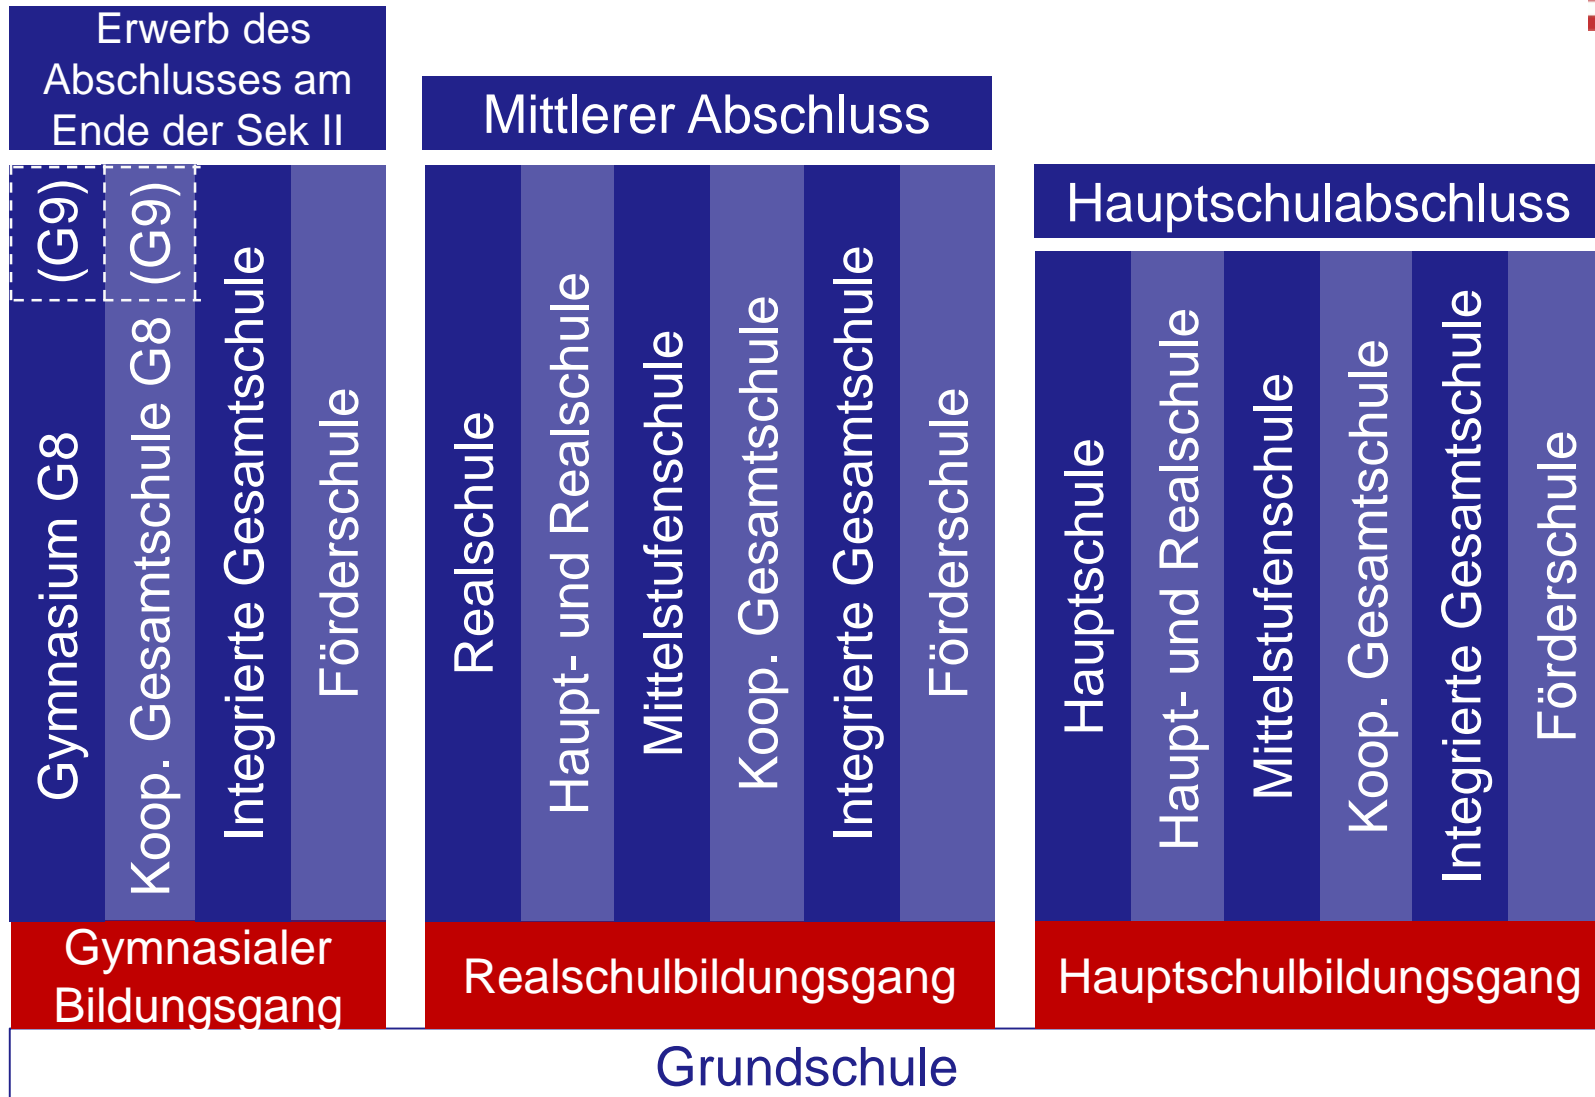 Erwerb des
Abschlusses am
Ende der Sek II
Mittlerer Abschluss
Hauptschulabschluss
Gymnasium G8 (G9)
Koop. Gesamtschule G8 (G9)
Integrierte Gesamtschule
Förderschule
Realschule
Haupt- und Realschule
Mittelstufenschule
Koop. Gesamtschule
Integrierte Gesamtschule
Förderschule
Hauptschule
Haupt- und Realschule
Mittelstufenschule
Koop. Gesamtschule
Integrierte Gesamtschule
Förderschule
Gymnasialer
Bildungsgang
Realschulbildungsgang
Hauptschulbildungsgang
Grundschule